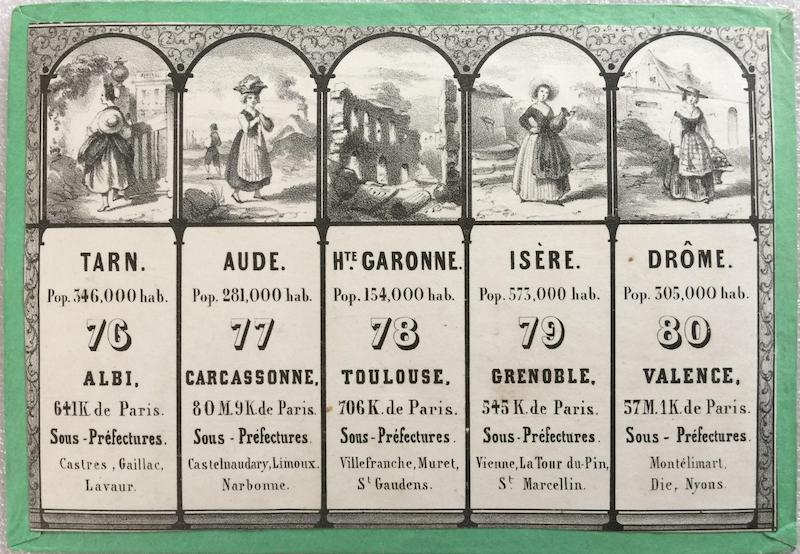 TARN.
Pop. 346,000 hab.
76
ALBI,
641K. de Paris.
Sous-Préfectures.
Castres, Gaillac,
Lavaur.
AUDE.
Pop. 281,000 hab.
77
CARCASSONNE,
80 M. 9K. de Paris.
Sous-Préfectures.
Castelnaudary, Limoux.
Narbonne.
HTE GARONNE.
Pop. 154,000 hab.
78
TOULOUSE,
706 K. de Paris.
Sous-Préfectures.
Villefranche, Muret,
St Gaudens.
ISÈRE.
Pop. 573,000 hab.
79
GRENOBLE,
545 K. de Paris.
Sous-Préfectures.
Vienne, La Tour du-Pin,
St Marcellin.
DRÔME.
Pop. 305,000 hab.
80
VALENCE,
57 M. 1K. de Paris.
Sous-Préfectures.
Montélimart,
Die, Nyons.